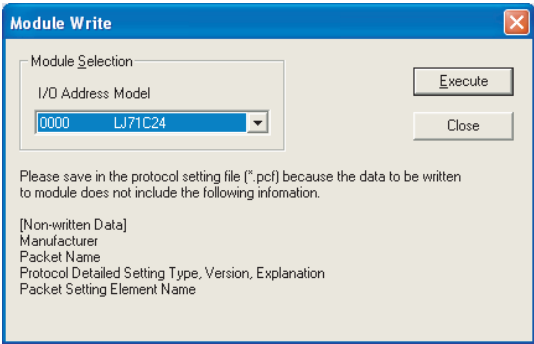 Module Write
Module Selection
I/O Address Model
0000 LJ71C24
Execute
Close
Please save in the protocol setting file (*.pcf) because the data to be written
to module does not include the following infomation.
[Non-written Data]
Manufacturer
Packet Name
Protocol Detailed Setting Type, Version, Explanation
Packet Setting Element Name